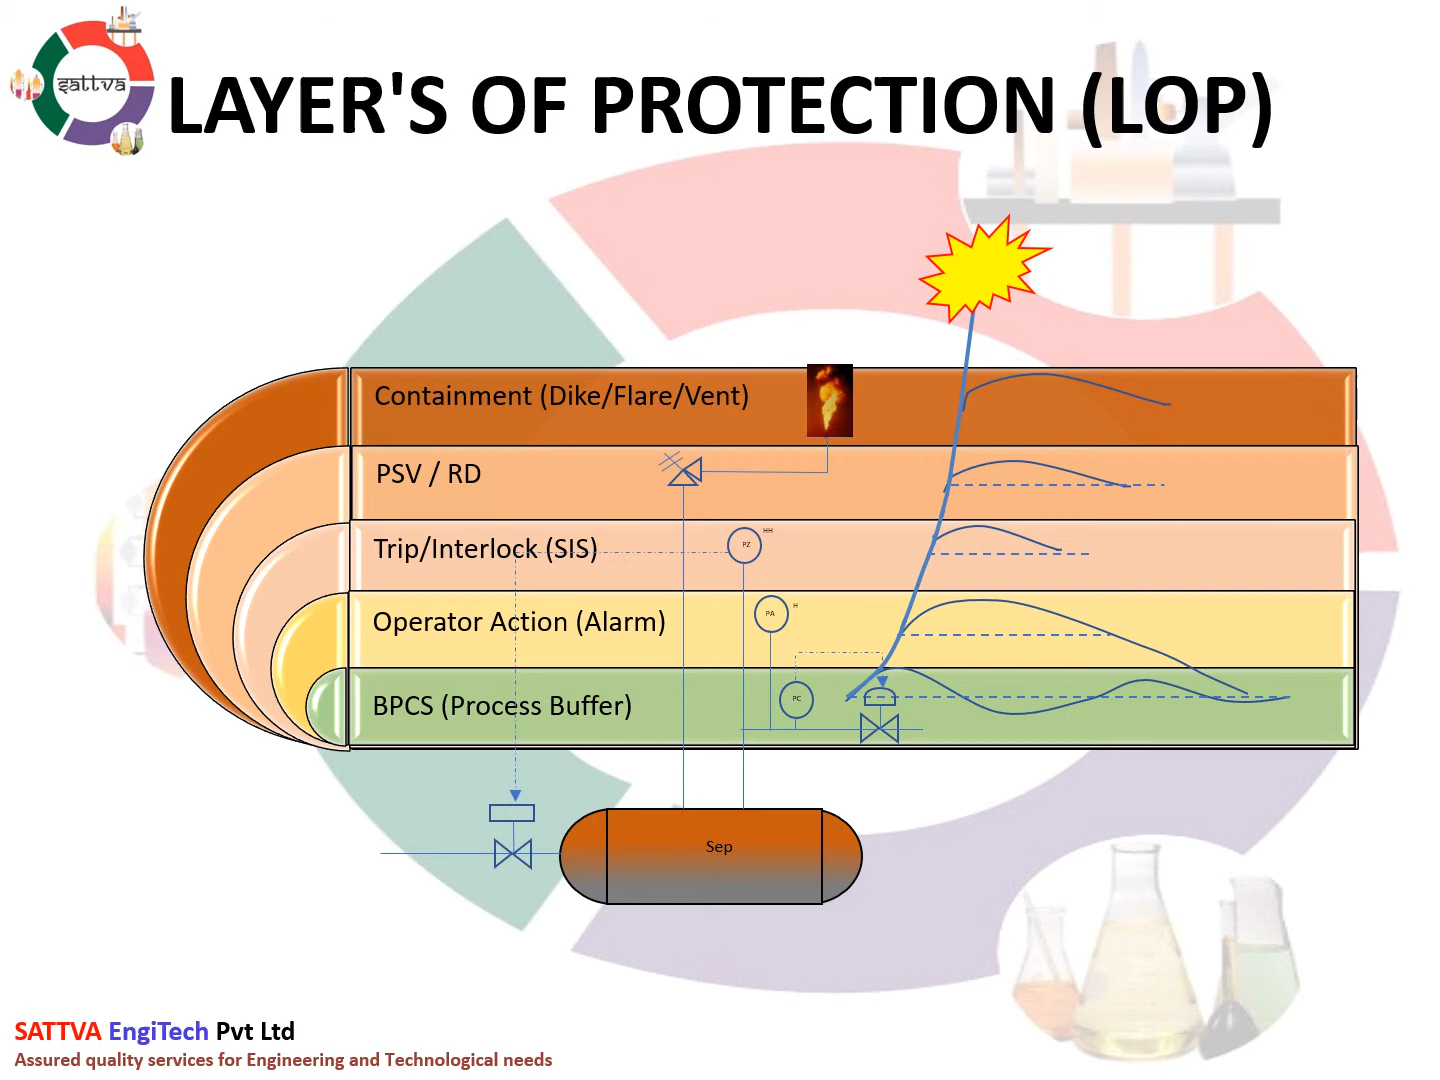 sattva
LAYER'S OF PROTECTION (LOP)
Containment (Dike/Flare/Vent)
PSV / RD
Trip/Interlock (SIS)
PZ
HH
Operator Action (Alarm)
PA
H
BPCS (Process Buffer)
PC
Sep
SATTVA EngiTech Pvt Ltd
Assured quality services for Engineering and Technological needs